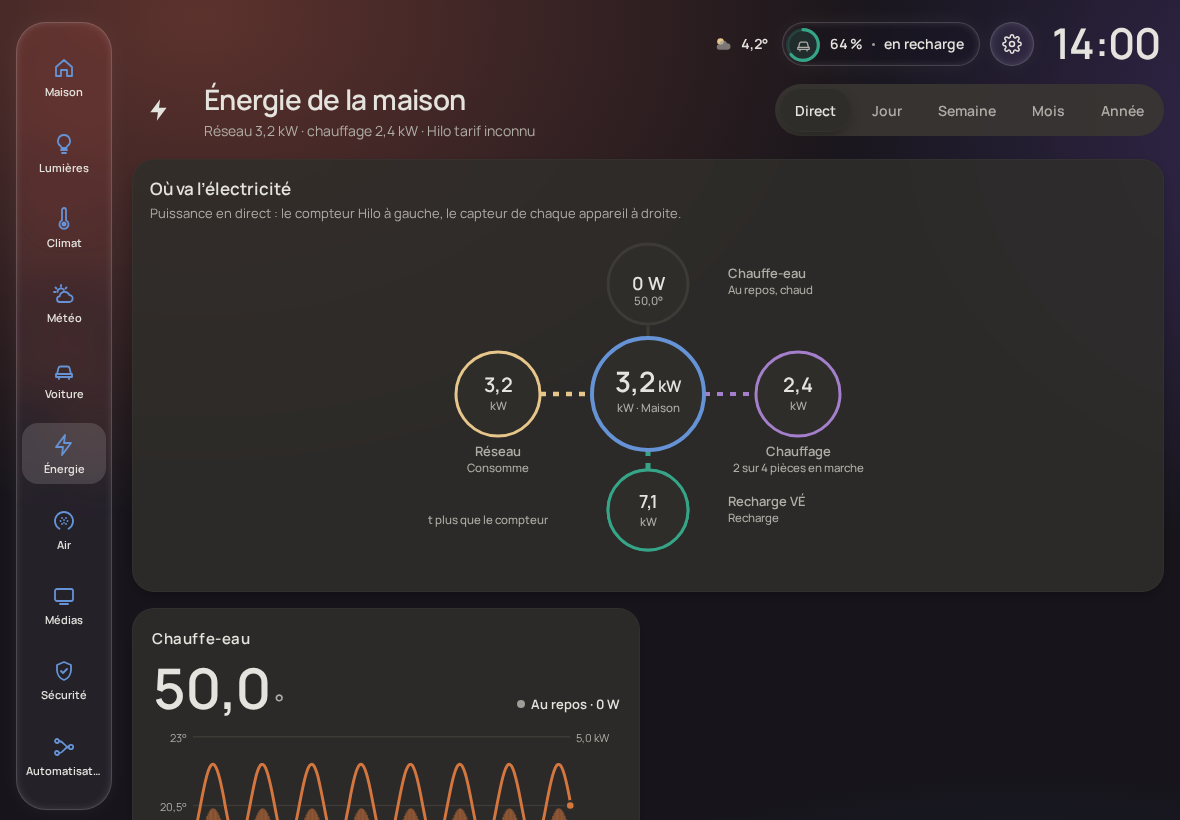 4,2°
64 % · en recharge
14:00
Maison
Lumières
Climat
Météo
Voiture
Énergie
Air
Médias
Sécurité
Automatisat…
Énergie de la maison
Réseau 3,2 kW · chauffage 2,4 kW · Hilo tarif inconnu
Direct
Jour
Semaine
Mois
Année
Où va l'électricité
Puissance en direct : le compteur Hilo à gauche, le capteur de chaque appareil à droite.
0 W
50,0°
Chauffe-eau
Au repos, chaud
3,2
kW
Réseau
Consomme
3,2 kW
kW · Maison
2,4
kW
Chauffage
2 sur 4 pièces en marche
7,1
kW
Recharge VÉ
Recharge
t plus que le compteur
Chauffe-eau
50,0°
Au repos · 0 W
23°
5,0 kW
20,5°